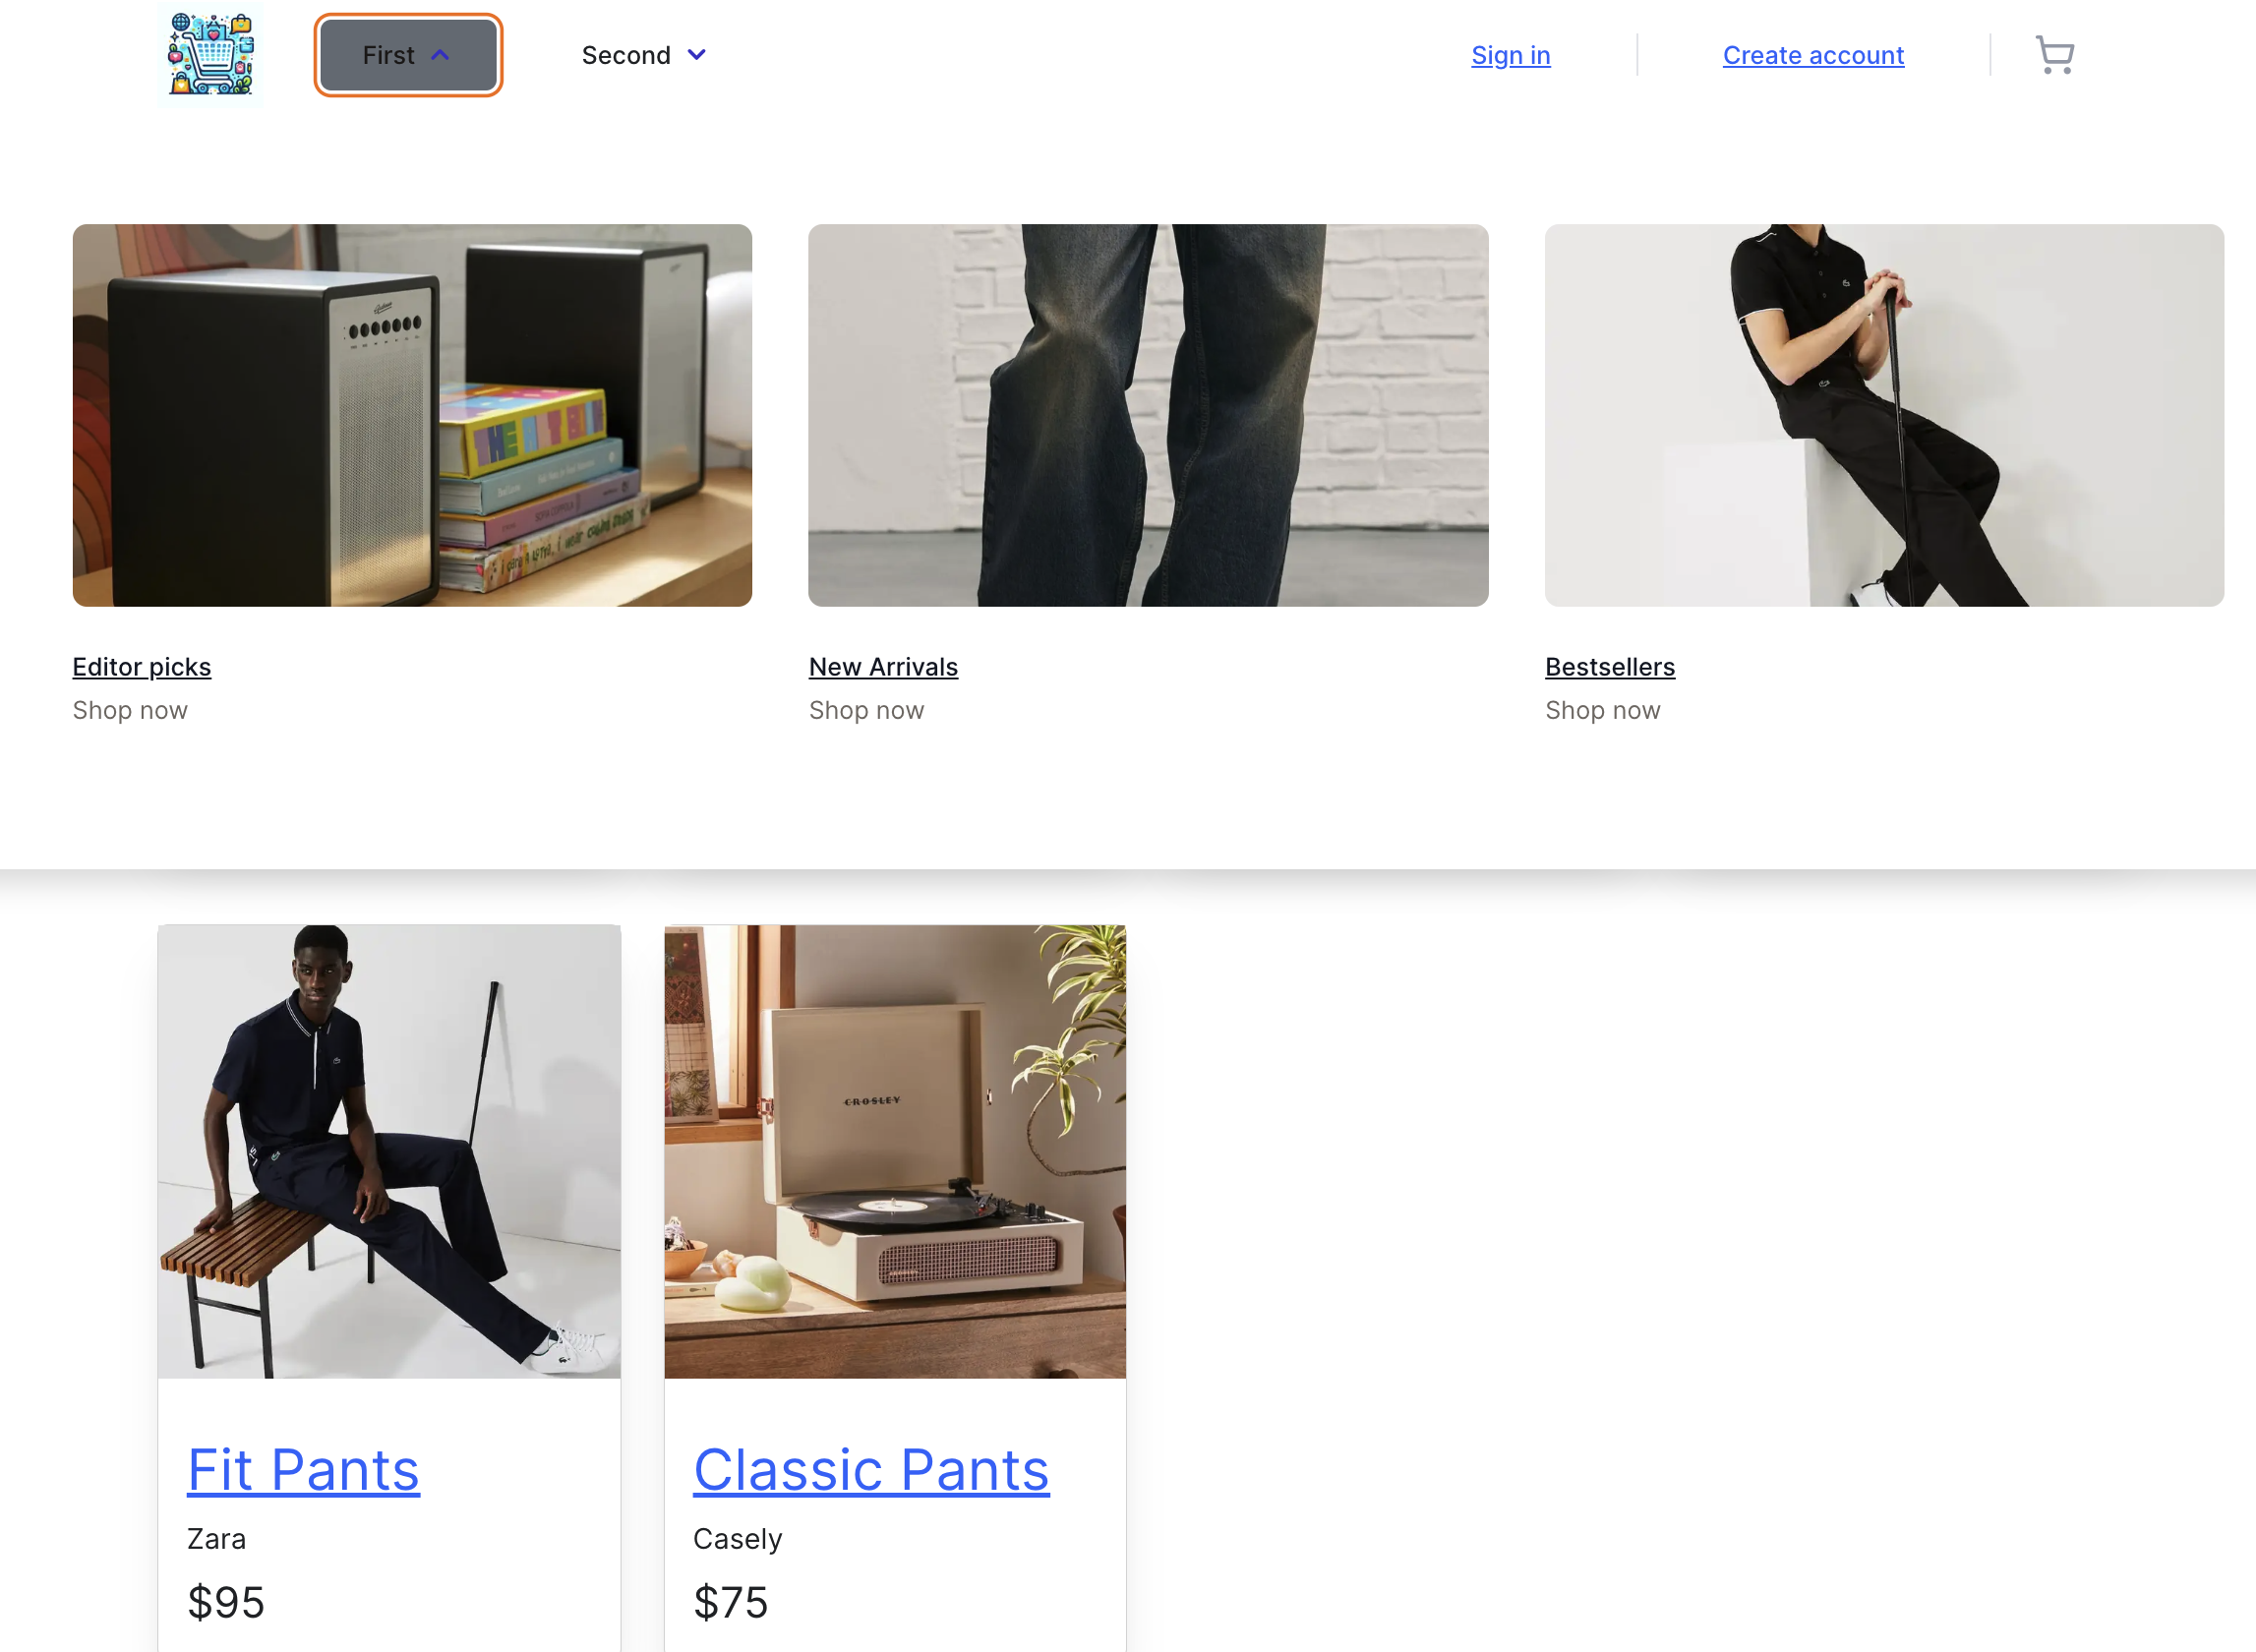 First
Second
Sign in
Create account
Editor picks
Shop now
New Arrivals
Shop now
Bestsellers
Shop now
CROSLEY
Fit Pants
Zara
$95
Classic Pants
Casely
$75